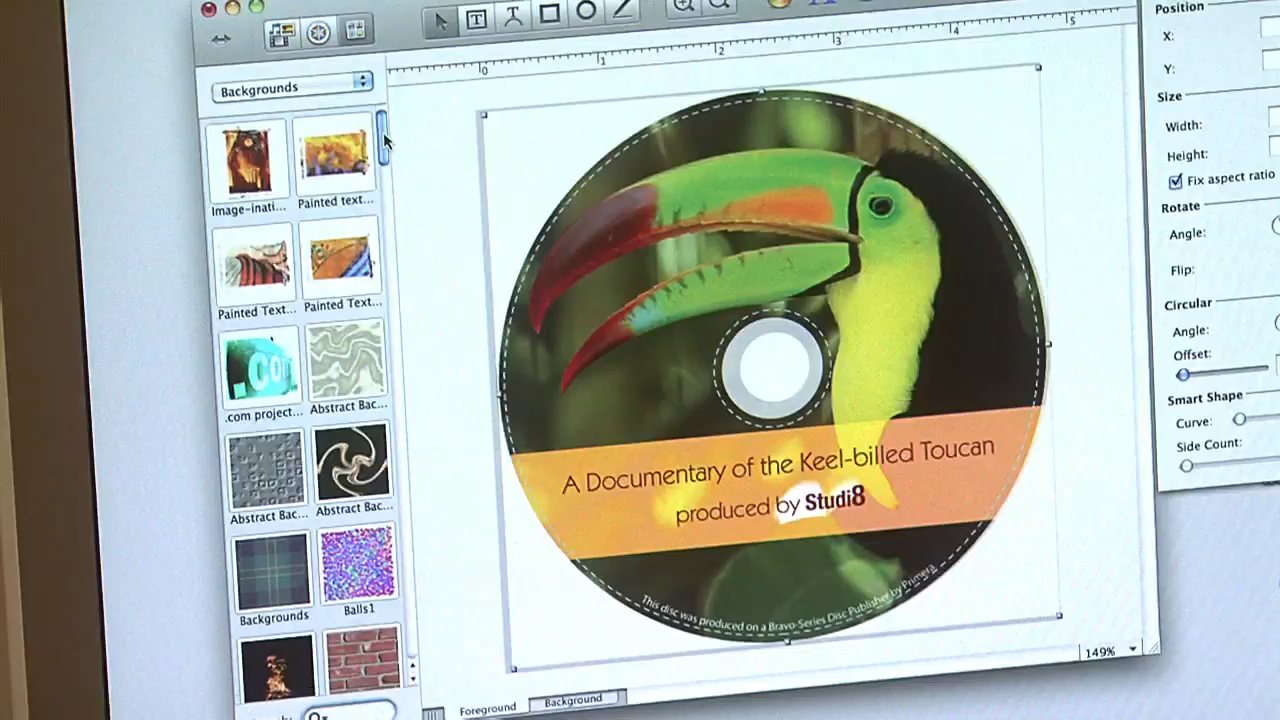 Backgrounds
Image-inati...
Painted text...
Painted Text...
Painted Text...
.com
.com project...
Abstract Bac...
Abstract Bac...
Abstract Bac...
Backgrounds
Balls1
T
0
1
2
3
4
5
A Documentary of the Keel-billed Toucan
produced by Studi8
This disc was produced on a Bravo-Series Disc Publisher by Primera.
149%
Foreground
Background
Position
X:
Y:
Size
Width:
Height:
Fix aspect ratio
Rotate
Angle:
Flip:
Circular
Angle:
Offset:
Smart Shape
Curve:
Side Count: